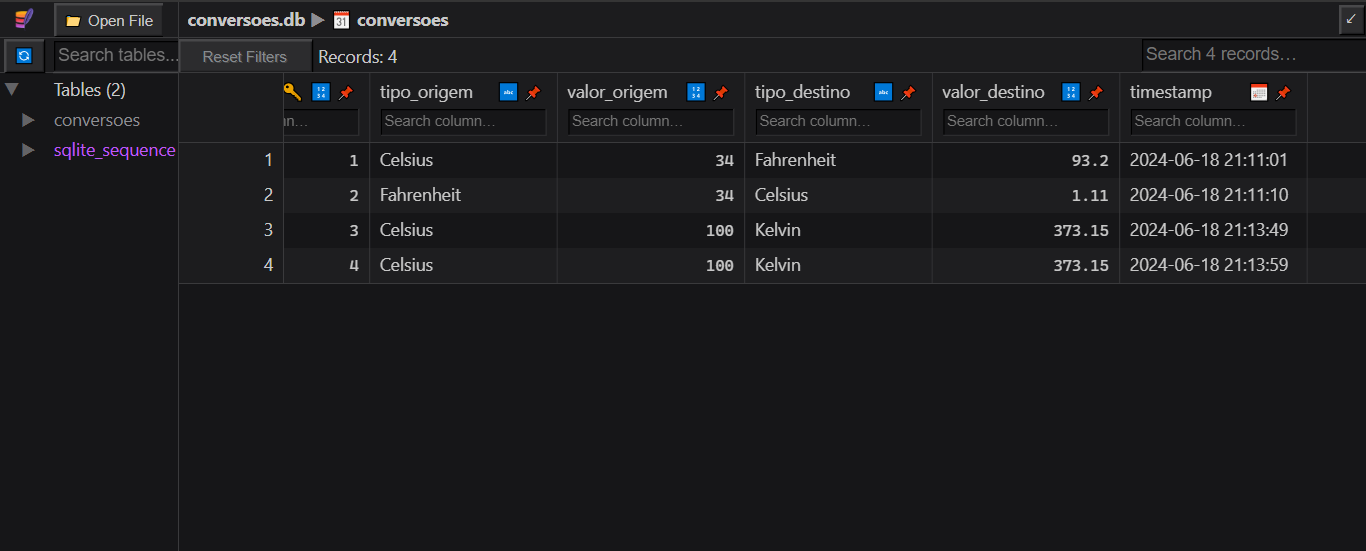 Open File conversoes.db ▶ conversoes
Search tables... Reset Filters Records: 4 Search 4 records...
Tables (2) tipo_origem valor_origem tipo_destino valor_destino timestamp
conversoes n... Search column... Search column... Search column... Search column... Search column...
sqlite_sequence
1 1 Celsius 34 Fahrenheit 93.2 2024-06-18 21:11:01
2 2 Fahrenheit 34 Celsius 1.11 2024-06-18 21:11:10
3 3 Celsius 100 Kelvin 373.15 2024-06-18 21:13:49
4 4 Celsius 100 Kelvin 373.15 2024-06-18 21:13:59